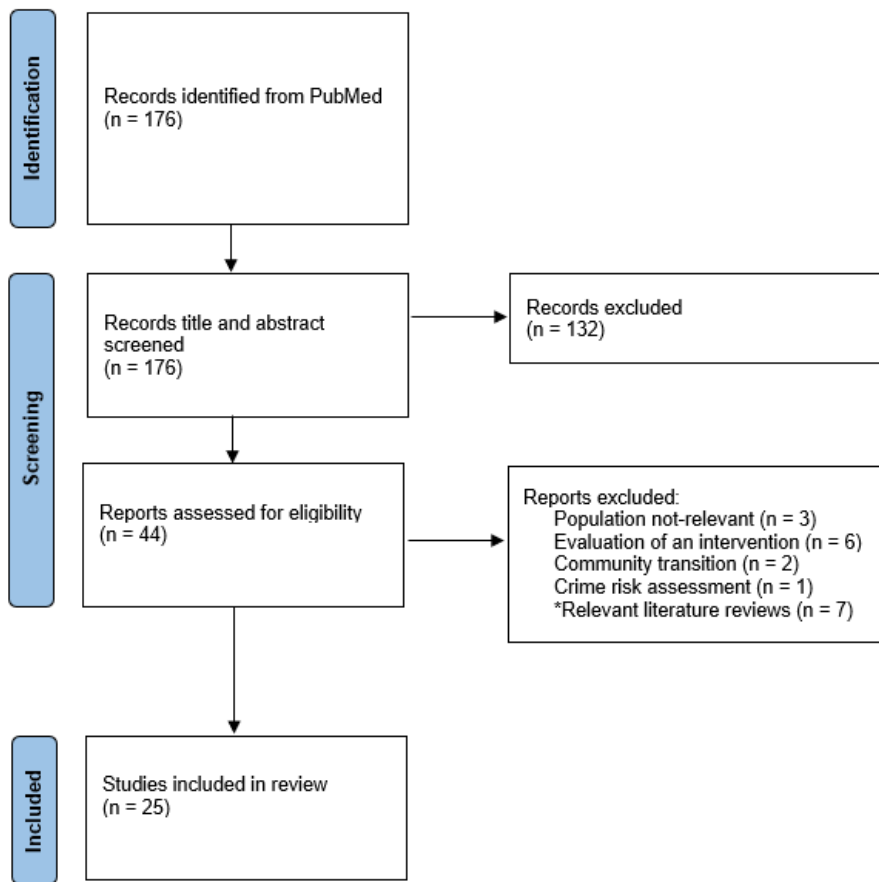 Identification
Records identified from PubMed
(n = 176)
Screening
Records title and abstract
screened
(n = 176)
Records excluded
(n = 132)
Reports assessed for eligibility
(n = 44)
Reports excluded:
Population not-relevant (n = 3)
Evaluation of an intervention (n = 6)
Community transition (n = 2)
Crime risk assessment (n = 1)
*Relevant literature reviews (n = 7)
Included
Studies included in review
(n = 25)